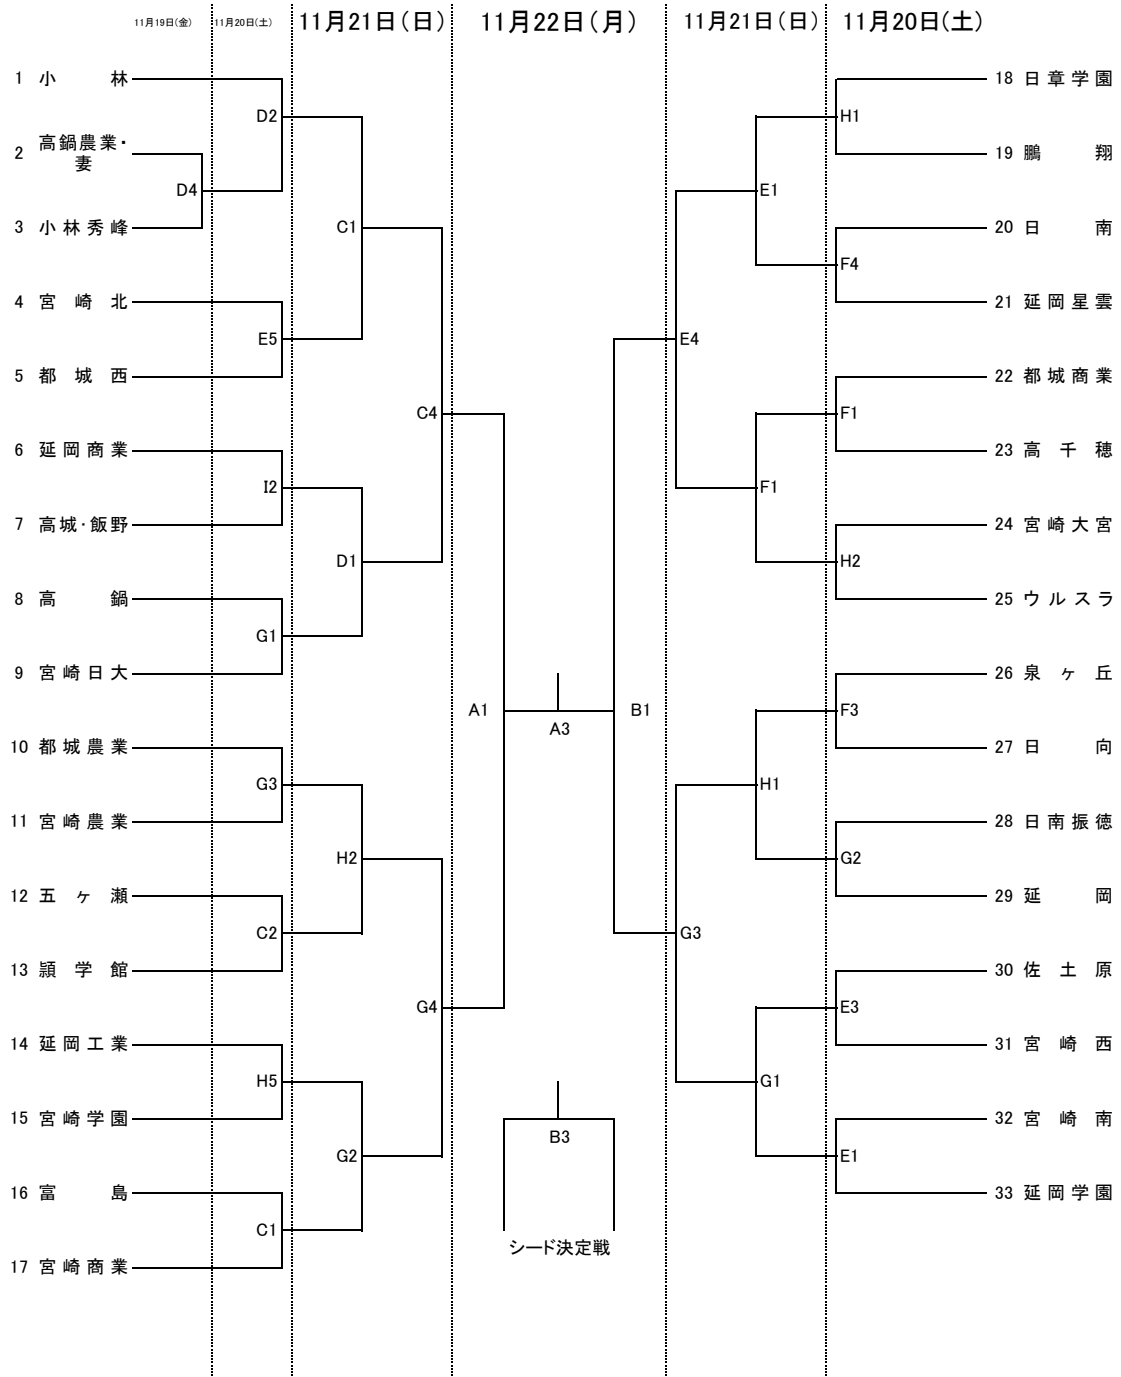 11月19日(金) 11月20日(土) 11月21日(日) 11月22日(月) 11月21日(日) 11月20日(土)
1 小林
D2
2 高鍋農業・
妻
D4
3 小林秀峰
C1
4 宮崎北
E5
5 都城西
C4
6 延岡商業
I2
7 高城・飯野
D1
8 高鍋
G1
9 宮崎日大
A1
10 都城農業
G3
11 宮崎農業
H2
12 五ヶ瀬
C2
13 頴学館
G4
14 延岡工業
H5
15 宮崎学園
G2
16 富島
C1
17 宮崎商業
A3
B1
B3
シード決定戦
18 日章学園
H1
19 鵬翔
E1
20 日南
F4
21 延岡星雲
E4
22 都城商業
F1
23 高千穂
F1
24 宮崎大宮
H2
25 ウルスラ
26 泉ヶ丘
F3
27 日向
H1
28 日南振徳
G2
29 延岡
G3
30 佐土原
E3
31 宮崎西
G1
32 宮崎南
E1
33 延岡学園